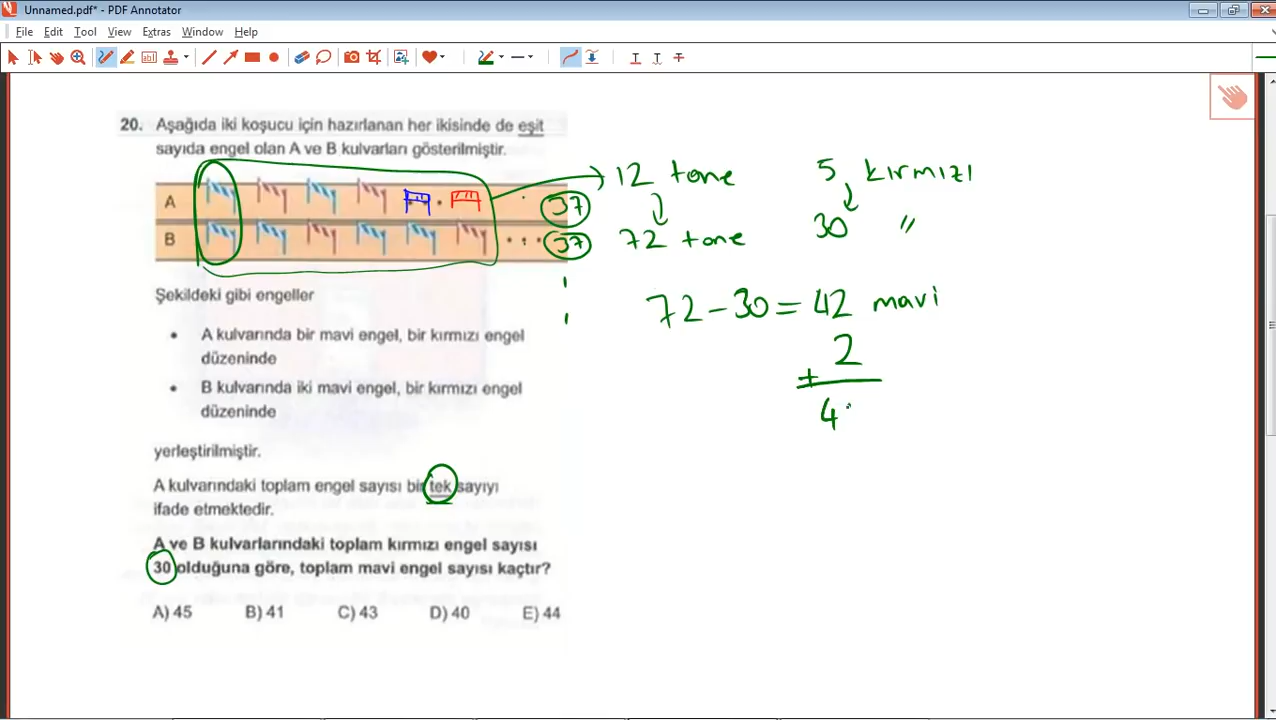 Unnamed.pdf* - PDF Annotator
File Edit Tool View Extras Window Help
20. Aşağıda iki koşucu için hazırlanan her ikisinde de eşit
sayıda engel olan A ve B kulvarları gösterilmiştir.
A 37
B 37
Şekildeki gibi engeller
• A kulvarında bir mavi engel, bir kırmızı engel
düzeninde
• B kulvarında iki mavi engel, bir kırmızı engel
düzeninde
yerleştirilmiştir.
A kulvarındaki toplam engel sayısı bir tek sayıyı
ifade etmektedir.
A ve B kulvarlarındaki toplam kırmızı engel sayısı
30 olduğuna göre, toplam mavi engel sayısı kaçtır?
A) 45 B) 41 C) 43 D) 40 E) 44
12 tane 5 kırmızı
72 tane 30 "
72 - 30 = 42 mavi
2
+
4